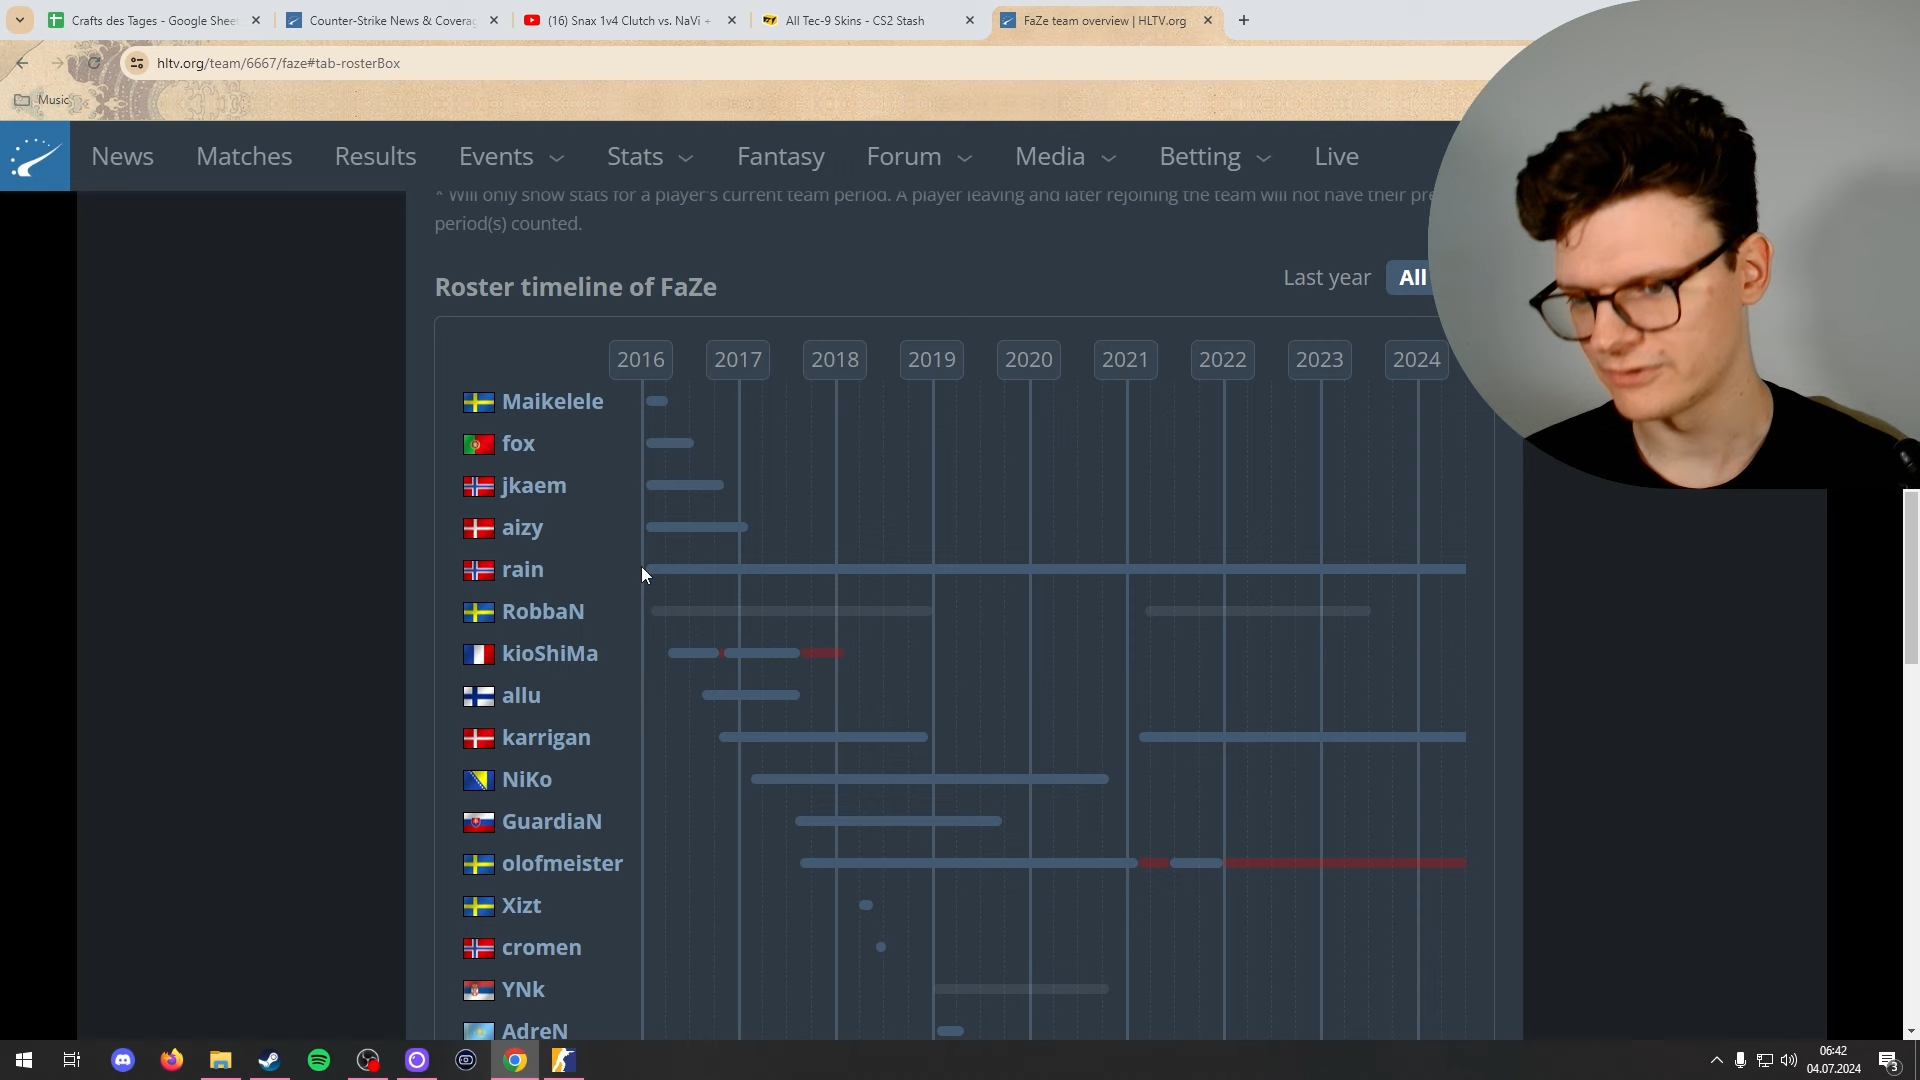 Crafts des Tages - Google Shee
Counter-Strike News & Coverag
(16) Snax 1v4 Clutch vs. NaVi +
All Tec-9 Skins - CS2 Stash
FaZe team overview | HLTV.org
hltv.org/team/6667/faze#tab-rosterBox
Music
News Matches Results Events Stats Fantasy Forum Media Betting Live
* Will only show stats for a player's current team period. A player leaving and later rejoining the team will not have their pre
period(s) counted.
Roster timeline of FaZe
Last year All
2016 2017 2018 2019 2020 2021 2022 2023 2024
Maikelele
fox
jkaem
aizy
rain
RobbaN
kioShiMa
allu
karrigan
NiKo
GuardiaN
olofmeister
Xizt
cromen
YNk
AdreN
06:42
04.07.2024
3